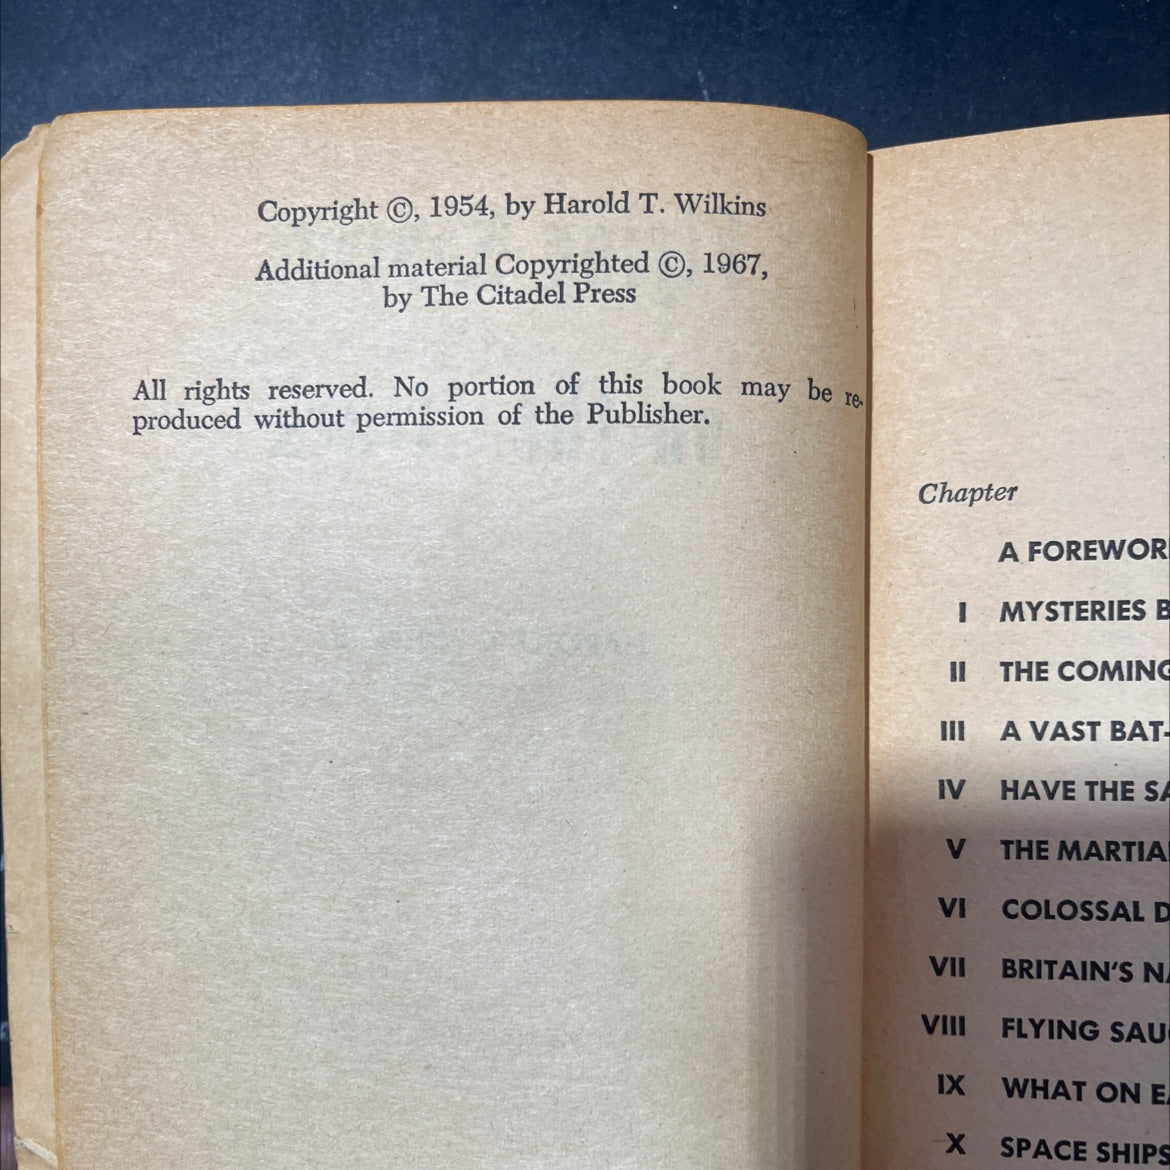 Copyright ©, 1954, by Harold T. Wilkins
Additional material Copyrighted ©, 1967,
by The Citadel Press
All rights reserved. No portion of this book may be re-
produced without permission of the Publisher.
Chapter
A FOREWOR
I MYSTERIES B
II THE COMING
III A VAST BAT-
IV HAVE THE SA
V THE MARTIA
VI COLOSSAL D
VII BRITAIN'S NA
VIII FLYING SAU
IX WHAT ON EA
X SPACE SHIPS